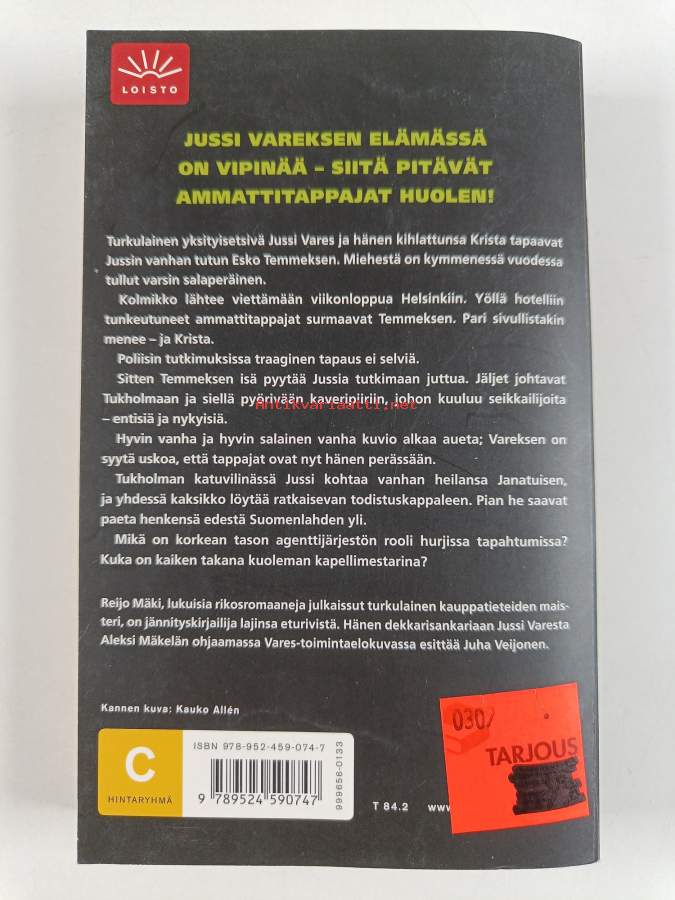 LOISTO
JUSSI VAREKSEN ELÄMÄSSÄ
ON VIPINÄÄ – SIITÄ PITÄVÄT
AMMATTITAPPAJAT HUOLEN!
Turkulainen yksityisetsivä Jussi Vares ja hänen kihlattunsa Krista tapaavat
Jussin vanhan tutun Esko Temmeksen. Miehestä on kymmenessä vuodessa
tullut varsin salaperäinen.
Kolmikko lähtee viettämään viikonloppua Helsinkiin. Yöllä hotelliin
tunkeutuneet ammattitappajat surmaavat Temmeksen. Pari sivullistakin
menee – ja Krista.
Poliisin tutkimuksissa traaginen tapaus ei selviä.
Sitten Temmeksen isä pyytää Jussia tutkimaan juttua. Jäljet johtavat
Tukholmaan ja siellä pyörivään kaveripiiriin, johon kuuluu seikkailijoita
Antikvariaatti.net
– entisiä ja nykyisiä.
Hyvin vanha ja hyvin salainen vanha kuvio alkaa aueta; Vareksen on
syytä uskoa, että tappajat ovat nyt hänen perässään.
Tukholman katuvilinässä Jussi kohtaa vanhan heilansa Janatuisen,
ja yhdessä kaksikko löytää ratkaisevan todistuskappaleen. Pian he saavat
paeta henkensä edestä Suomenlahden yli.
Mikä on korkean tason agenttijärjestön rooli hurjissa tapahtumissa?
Kuka on kaiken takana kuoleman kapellimestarina?
Reijo Mäki, lukuisia rikosromaaneja julkaissut turkulainen kauppatieteiden mais-
teri, on jännityskirjailija lajinsa eturivistä. Hänen dekkarisankariaan Jussi Varesta
Aleksi Mäkelän ohjaamassa Vares-toimintaelokuvassa esittää Juha Veijonen.
Kannen kuva: Kauko Allén
C
HINTARYHMÄ
ISBN 978-952-459-074-7
9 789524 590747
999656-0133
T 84.2 www.
030/
TARJOUS